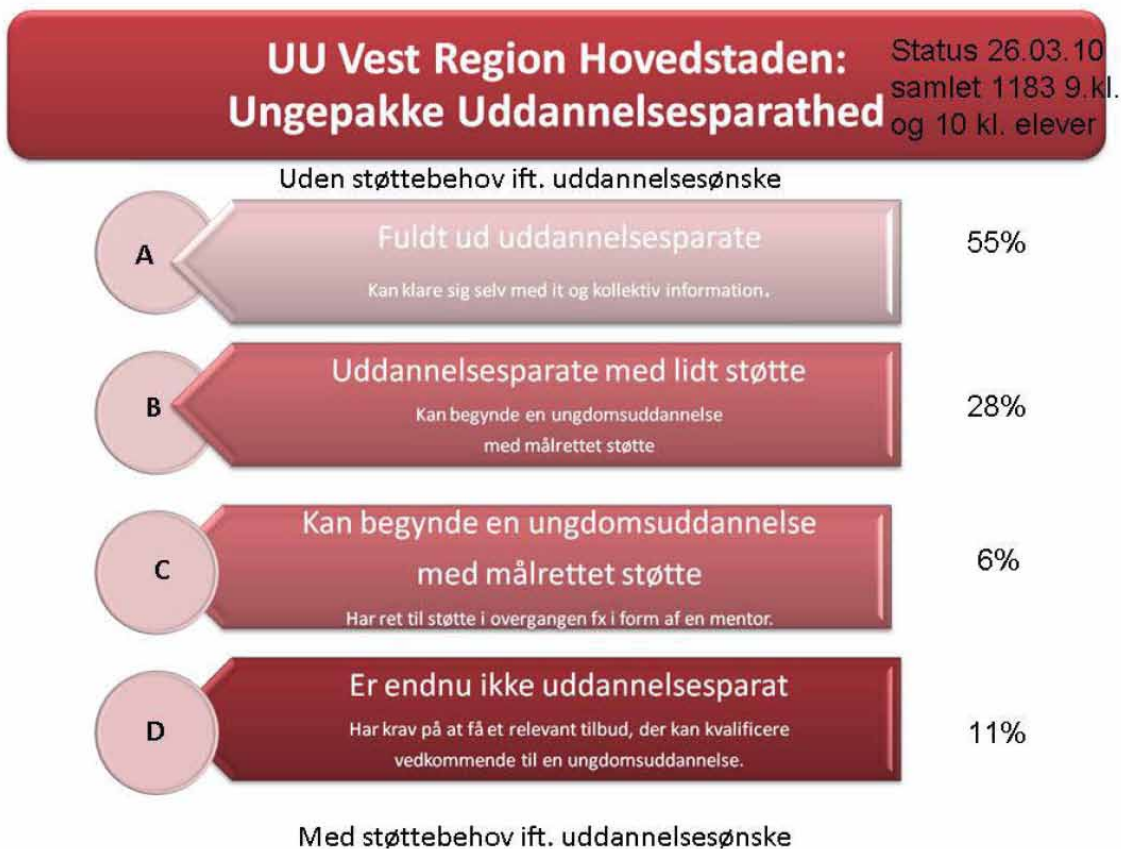 UU Vest Region Hovedstaden:
Ungepakke Uddannelsesparathed
Status 26.03.10
samlet 1183 9.kl.
og 10 kl. elever
Uden støttebehov ift. uddannelsesønske
A
Fuldt ud uddannelsesparate
Kan klare sig selv med it og kollektiv information.
55%
B
Uddannelsesparate med lidt støtte
Kan begynde en ungdomsuddannelse
med målrettet støtte
28%
C
Kan begynde en ungdomsuddannelse
med målrettet støtte
Har ret til støtte i overgangen fx i form af en mentor.
6%
D
Er endnu ikke uddannelsesparat
Har krav på at få et relevant tilbud, der kan kvalificere
vedkommende til en ungdomsuddannelse.
11%
Med støttebehov ift. uddannelsesønske